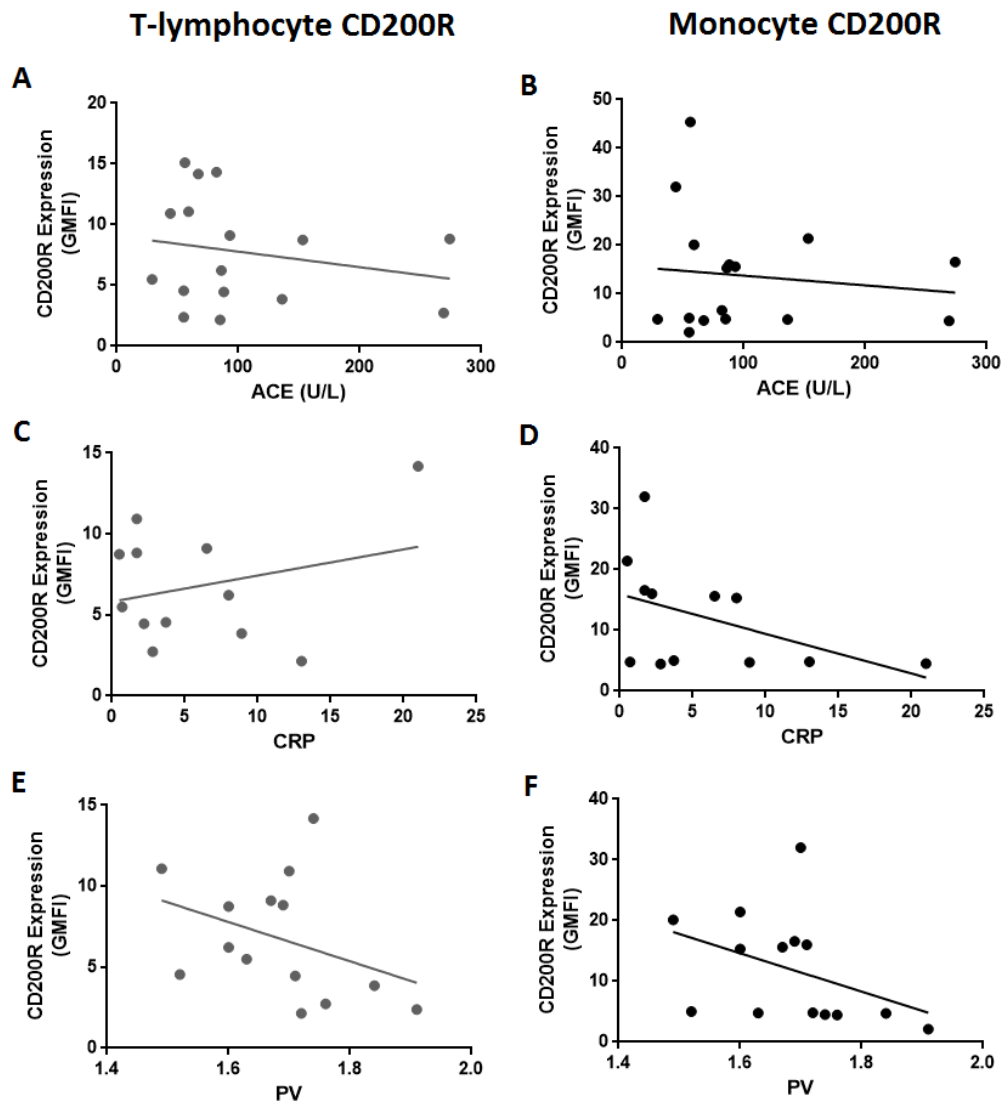 T-lymphocyte CD200R
Monocyte CD200R
A
CD200R Expression
(GMFI)
20
15
10
5
0
0 100 200 300
ACE (U/L)
B
CD200R Expression
(GMFI)
50
40
30
20
10
0
0 100 200 300
ACE (U/L)
C
CD200R Expression
(GMFI)
15
10
5
0
0 5 10 15 20 25
CRP
D
CD200R Expression
(GMFI)
40
30
20
10
0
0 5 10 15 20 25
CRP
E
CD200R Expression
(GMFI)
15
10
5
0
1.4 1.6 1.8 2.0
PV
F
CD200R Expression
(GMFI)
40
30
20
10
0
1.4 1.6 1.8 2.0
PV